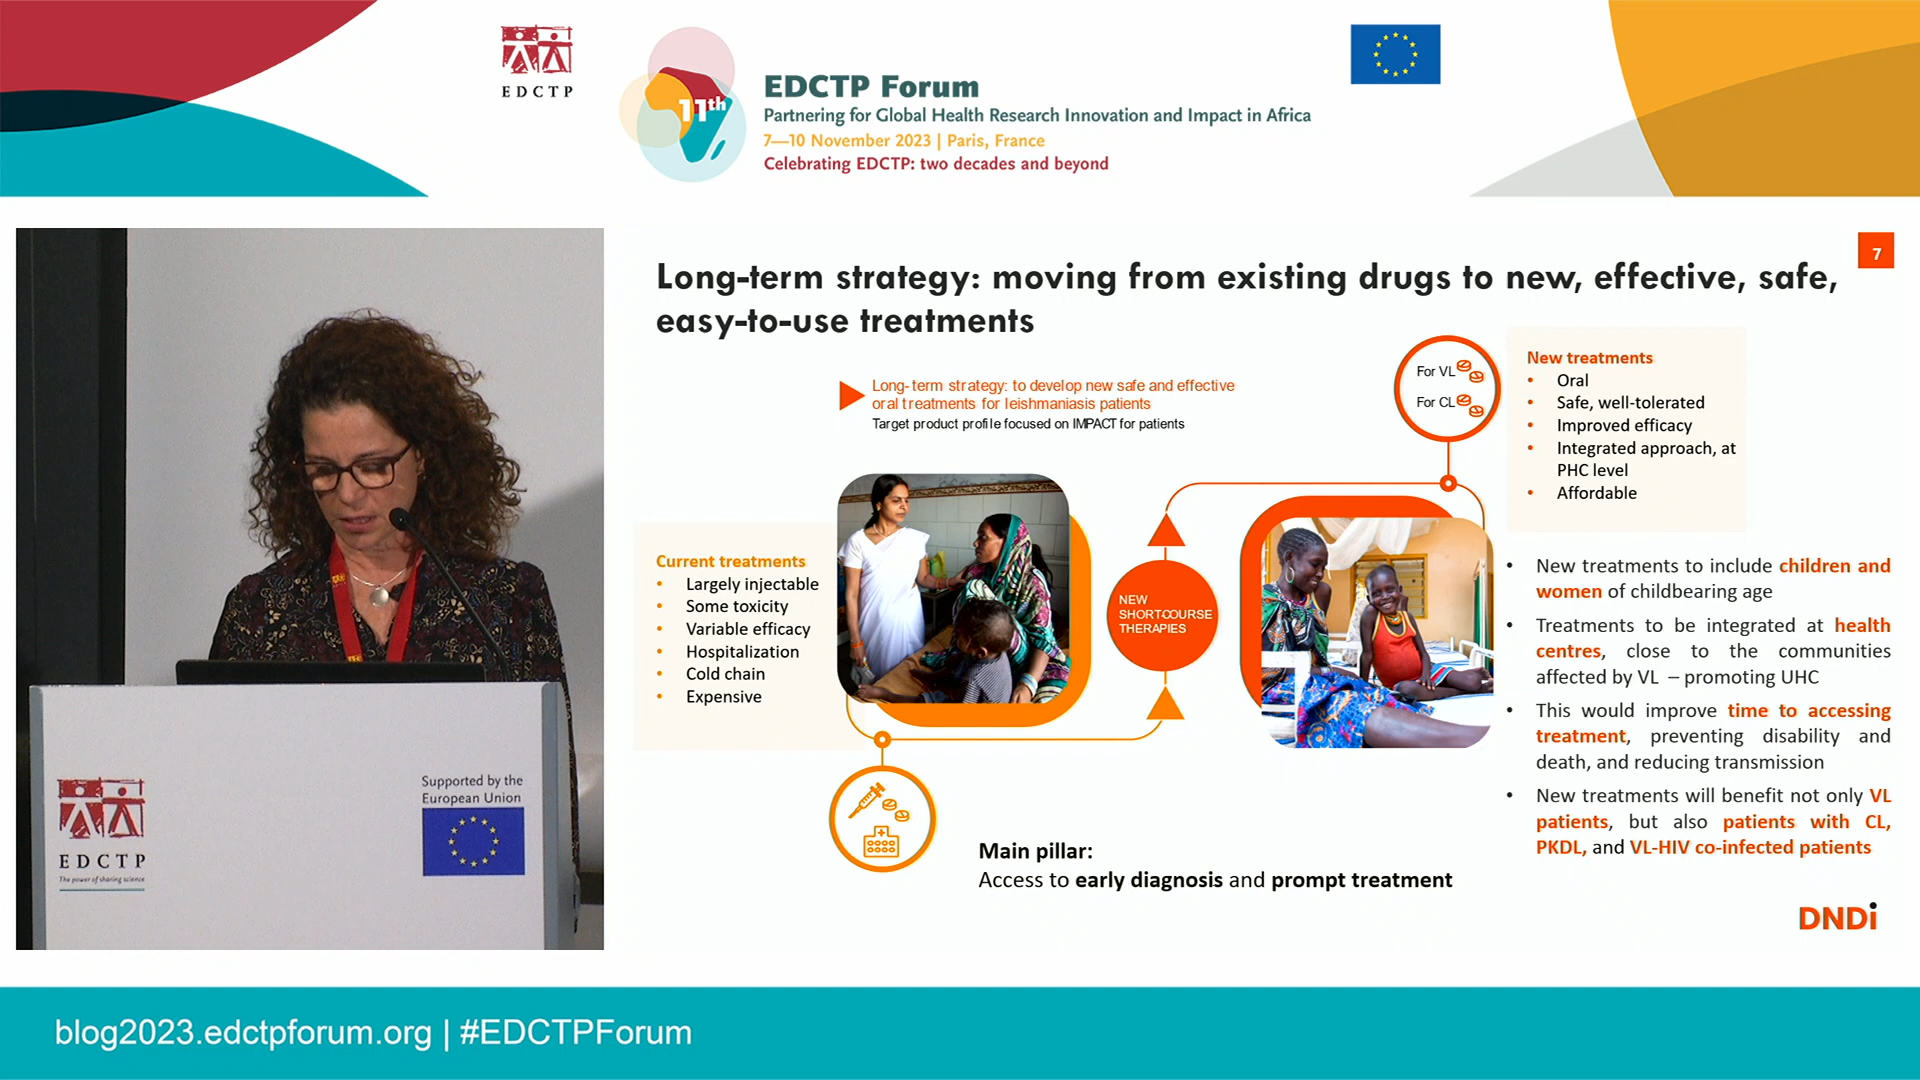 EDCTP
11th
EDCTP Forum
Partnering for Global Health Research Innovation and Impact in Africa
7—10 November 2023 | Paris, France
Celebrating EDCTP: two decades and beyond
Supported by the
European Union
EDCTP
The power of sharing science
7
Long-term strategy: moving from existing drugs to new, effective, safe,
easy-to-use treatments
Long-term strategy: to develop new safe and effective
oral treatments for leishmaniasis patients
Target product profile focused on IMPACT for patients
For VL
For CL
New treatments
• Oral
• Safe, well-tolerated
• Improved efficacy
• Integrated approach, at
PHC level
• Affordable
Current treatments
• Largely injectable
• Some toxicity
• Variable efficacy
• Hospitalization
• Cold chain
• Expensive
NEW
SHORTCOURSE
THERAPIES
• New treatments to include children and
women of childbearing age
• Treatments to be integrated at health
centres, close to the communities
affected by VL – promoting UHC
• This would improve time to accessing
treatment, preventing disability and
death, and reducing transmission
• New treatments will benefit not only VL
patients, but also patients with CL,
PKDL, and VL-HIV co-infected patients
Main pillar:
Access to early diagnosis and prompt treatment
DNDi
blog2023.edctpforum.org | #EDCTPForum